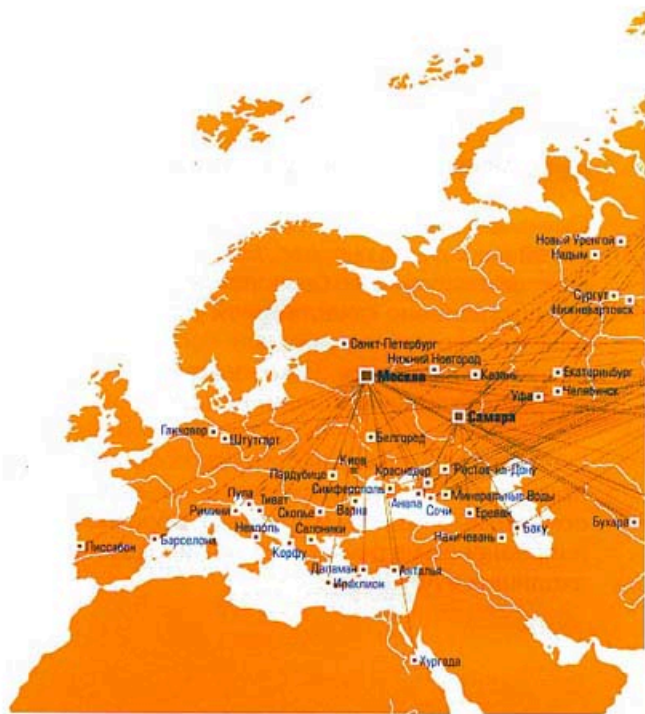 Новый Уренгой
Надым
Сургут
Нижневартовск
Санкт-Петербург
Нижний Новгород
Москва
Казань
Екатеринбург
Челябинск
Уфа
Самара
Ганновер
Штутгарт
Белгород
Киев
Пардубице
Краснодар
Ростов-на-Дону
Симферополь
Анапа
Сочи
Минеральные Воды
Пула
Тиват
Скопье
Варна
Ереван
Бухара
Римини
Неаполь
Салоники
Баку
Нахичевань
Лиссабон
Барселона
Корфу
Даламан
Анталья
Ираклион
Хургада